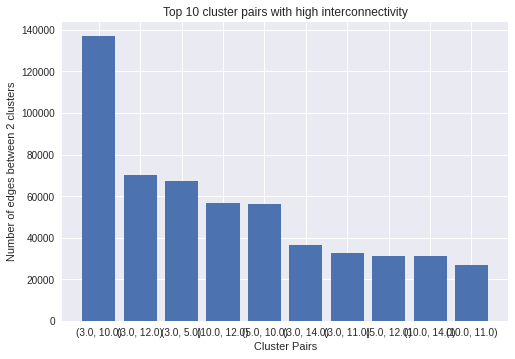 Top 10 cluster pairs with high interconnectivity
Number of edges between 2 clusters
140000
120000
100000
80000
60000
40000
20000
0
(3.0, 10.0) (3.0, 12.0) (3.0, 5.0) (10.0, 12.0) (5.0, 10.0) (3.0, 14.0) (3.0, 11.0) (5.0, 12.0) (10.0, 14.0) (10.0, 11.0)
Cluster Pairs